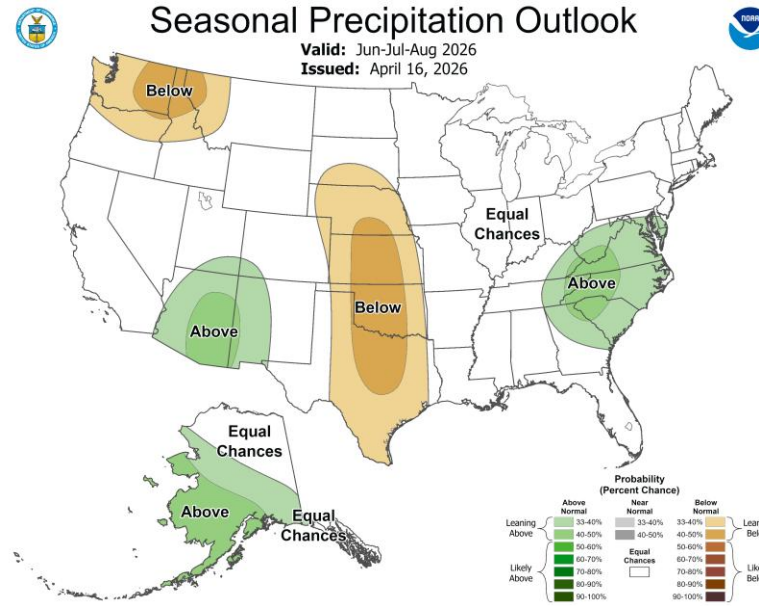 Seasonal Precipitation Outlook
Valid: Jun-Jul-Aug 2026
Issued: April 16, 2026
NOAA
Below
Equal
Chances
Above
Below
Above
Equal
Chances
Above
Equal
Chances
Probability
(Percent Chance)
Above
Normal
Near
Normal
Below
Normal
Leaning
Above
33-40%
40-50%
33-40%
40-50%
33-40%
40-50%
Likely
Above
50-60%
60-70%
70-80%
80-90%
90-100%
Equal
Chances
50-60%
60-70%
70-80%
80-90%
90-100%